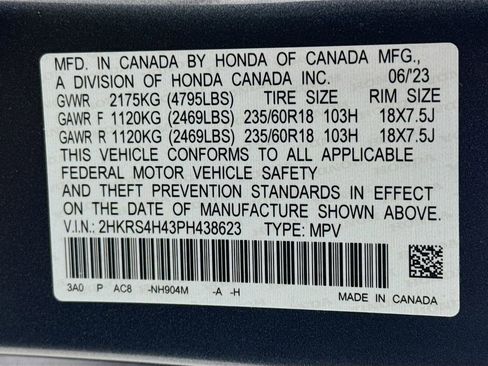 MFD. IN CANADA BY HONDA OF CANADA MFG.,
A DIVISION OF HONDA CANADA INC. 06/'23
GVWR 2175KG (4795LBS) TIRE SIZE RIM SIZE
GAWR F 1120KG (2469LBS) 235/60R18 103H 18X7.5J
GAWR R 1120KG (2469LBS) 235/60R18 103H 18X7.5J
THIS VEHICLE CONFORMS TO ALL APPLICABLE
FEDERAL MOTOR VEHICLE SAFETY
AND THEFT PREVENTION STANDARDS IN EFFECT
ON THE DATE OF MANUFACTURE SHOWN ABOVE.
V.I.N.: 2HKRS4H43PH438623 TYPE: MPV
3A0 P AC8 -NH904M -A -H
MADE IN CANADA